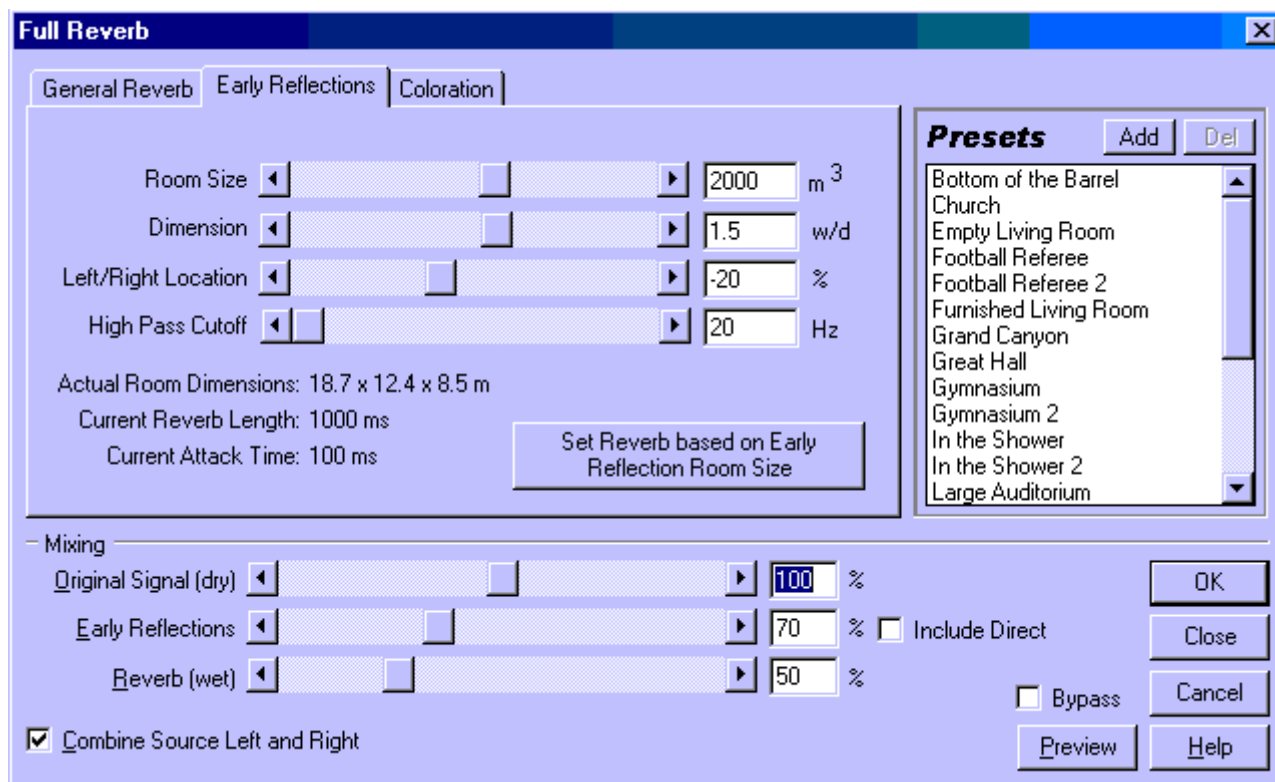 Full Reverb
General Reverb
Early Reflections
Coloration
Room Size 2000 m 3
Dimension 1.5 w/d
Left/Right Location -20 %
High Pass Cutoff 20 Hz
Actual Room Dimensions: 18.7 x 12.4 x 8.5 m
Current Reverb Length: 1000 ms
Current Attack Time: 100 ms
Set Reverb based on Early
Reflection Room Size
Presets
Add
Del
Bottom of the Barrel
Church
Empty Living Room
Football Referee
Football Referee 2
Furnished Living Room
Grand Canyon
Great Hall
Gymnasium
Gymnasium 2
In the Shower
In the Shower 2
Large Auditorium
Mixing
Original Signal (dry) 100 %
Early Reflections 70 % Include Direct
Reverb (wet) 50 %
Combine Source Left and Right
OK
Close
Bypass
Cancel
Preview
Help